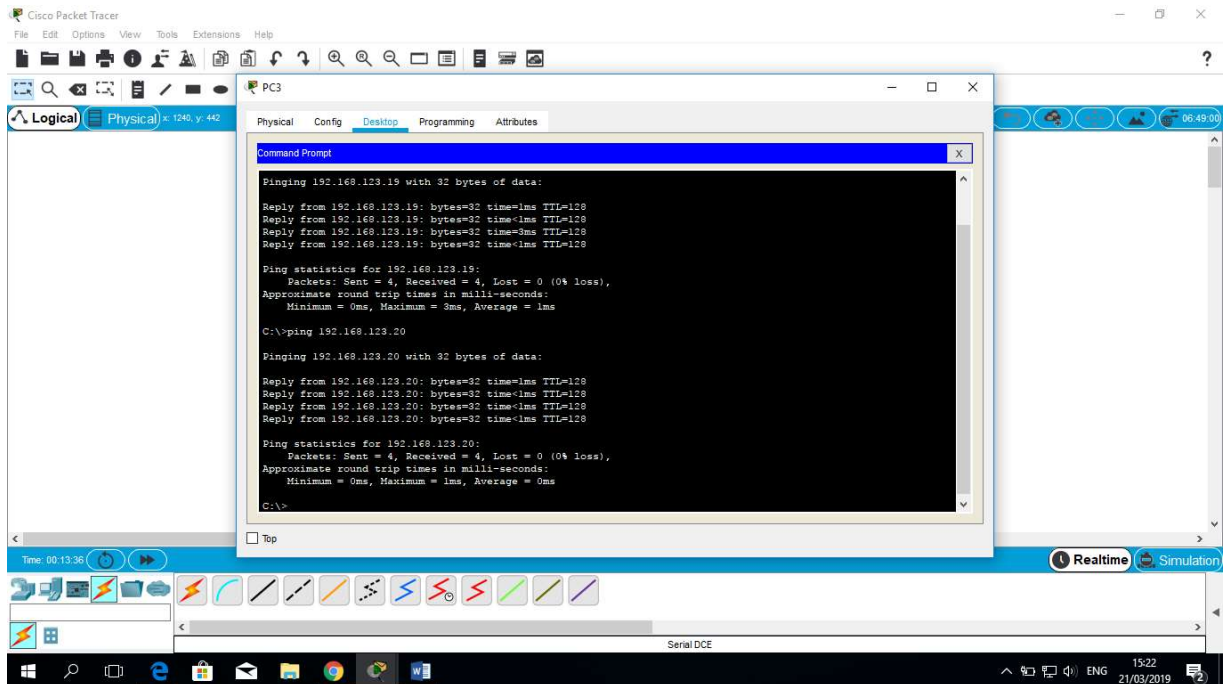 Cisco Packet Tracer
File Edit Options View Tools Extensions Help
?
PC3
Logical
Physical x: 1240, y: 442
06:49:00
Physical Config Desktop Programming Attributes
Command Prompt
X
Pinging 192.168.123.19 with 32 bytes of data:
Reply from 192.168.123.19: bytes=32 time=1ms TTL=128
Reply from 192.168.123.19: bytes=32 time<1ms TTL=128
Reply from 192.168.123.19: bytes=32 time=3ms TTL=128
Reply from 192.168.123.19: bytes=32 time<1ms TTL=128
Ping statistics for 192.168.123.19:
Packets: Sent = 4, Received = 4, Lost = 0 (0% loss),
Approximate round trip times in milli-seconds:
Minimum = 0ms, Maximum = 3ms, Average = 1ms
C:\>ping 192.168.123.20
Pinging 192.168.123.20 with 32 bytes of data:
Reply from 192.168.123.20: bytes=32 time=1ms TTL=128
Reply from 192.168.123.20: bytes=32 time<1ms TTL=128
Reply from 192.168.123.20: bytes=32 time<1ms TTL=128
Reply from 192.168.123.20: bytes=32 time<1ms TTL=128
Ping statistics for 192.168.123.20:
Packets: Sent = 4, Received = 4, Lost = 0 (0% loss),
Approximate round trip times in milli-seconds:
Minimum = 0ms, Maximum = 1ms, Average = 0ms
C:\>
Top
Time: 00:13:36
Realtime
Simulation
Serial DCE
ENG
15:22
21/03/2019